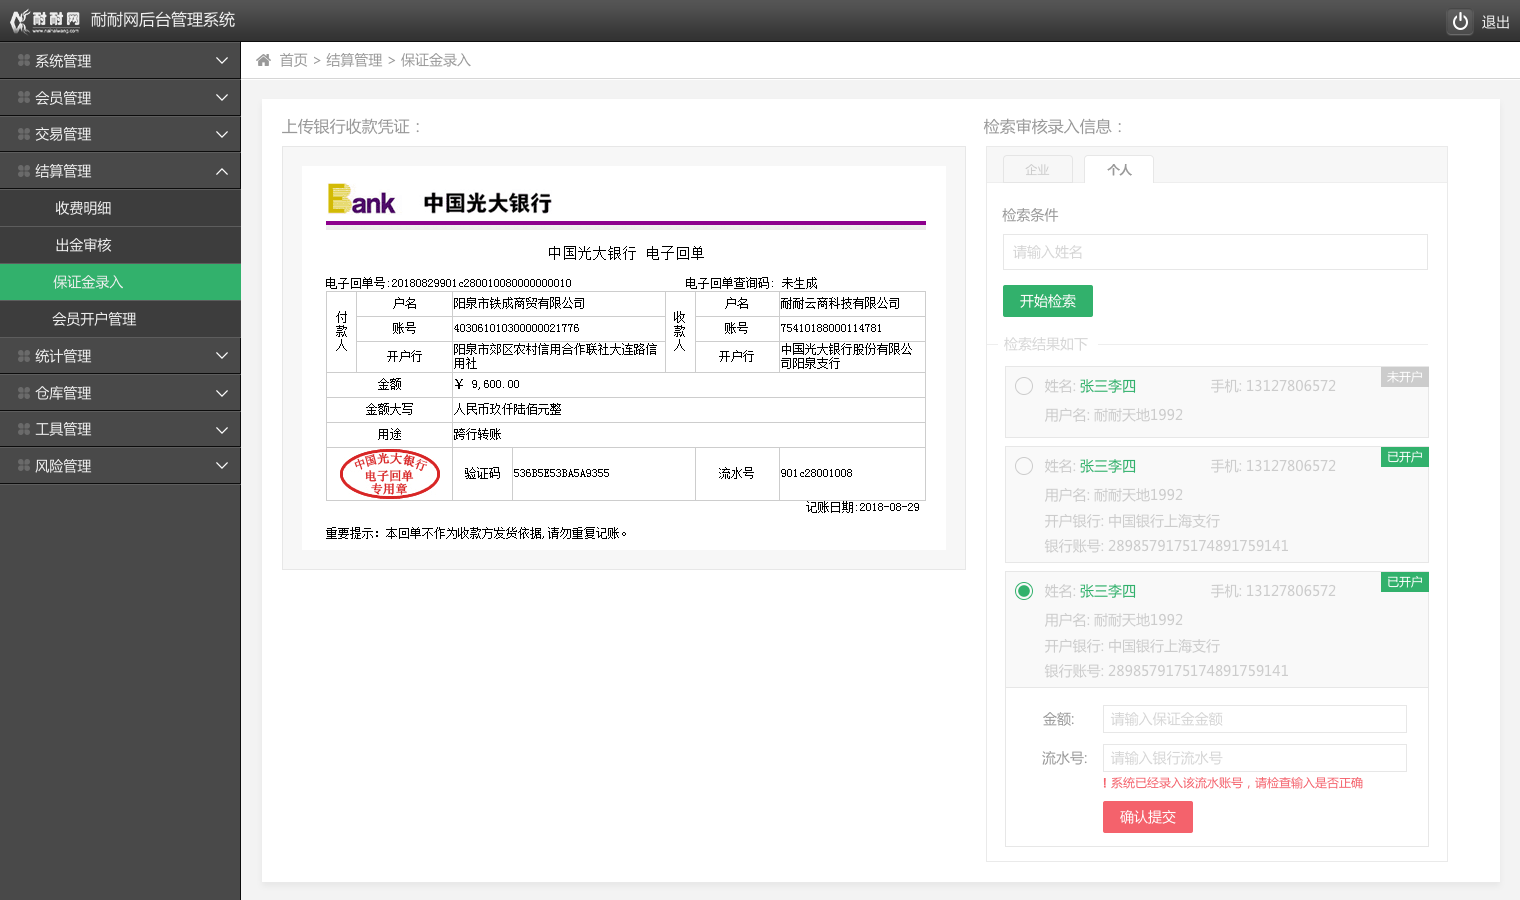 耐耐网 www.nainaiwang.com 耐耐网后台管理系统
退出
系统管理
会员管理
交易管理
结算管理
收费明细
出金审核
保证金录入
会员开户管理
统计管理
仓库管理
工具管理
风险管理
首页 > 结算管理 > 保证金录入
上传银行收款凭证：
Bank 中国光大银行
中国光大银行 电子回单
电子回单号:20180829901c280010080000000010 电子回单查询码: 未生成
付款人 户名 阳泉市铁成商贸有限公司 收款人 户名 耐耐云商科技有限公司
账号 403061010300000021776 账号 75410188000114781
开户行 阳泉市郊区农村信用合作联社大连路信用社 开户行 中国光大银行股份有限公司阳泉支行
金额 ￥ 9,600.00
金额大写 人民币玖仟陆佰元整
用途 跨行转账
中国光大银行
电子回单
专用章
验证码 536B5E53BA5A9355 流水号 901c28001008
记账日期:2018-08-29
重要提示: 本回单不作为收款方发货依据,请勿重复记账。
检索审核录入信息：
企业 个人
检索条件
请输入姓名
开始检索
检索结果如下
姓名: 张三李四 手机: 13127806572 未开户
用户名: 耐耐天地1992
姓名: 张三李四 手机: 13127806572 已开户
用户名: 耐耐天地1992
开户银行: 中国银行上海支行
银行账号: 2898579175174891759141
姓名: 张三李四 手机: 13127806572 已开户
用户名: 耐耐天地1992
开户银行: 中国银行上海支行
银行账号: 2898579175174891759141
金额: 请输入保证金金额
流水号: 请输入银行流水号
! 系统已经录入该流水账号，请检查输入是否正确
确认提交